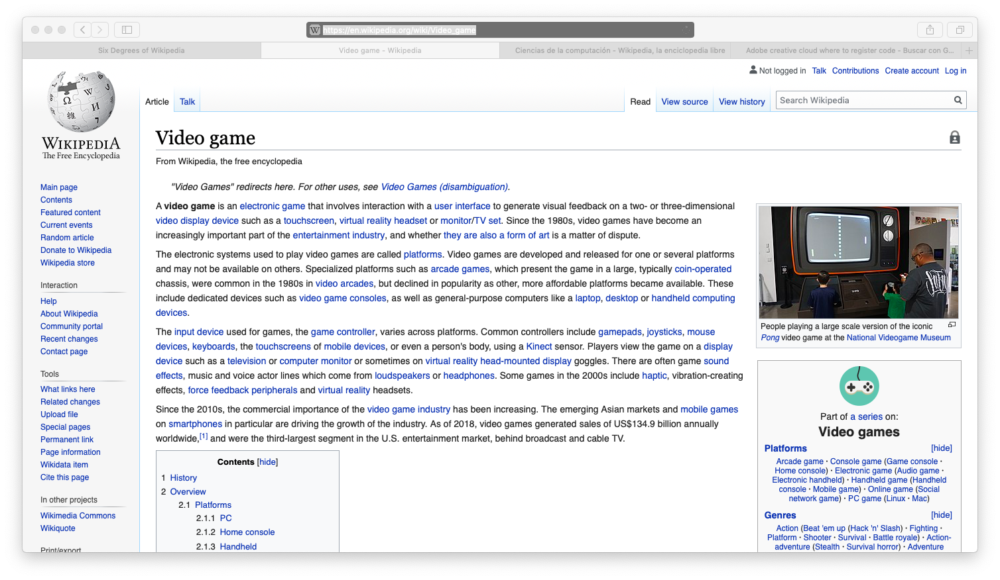 https://en.wikipedia.org/wiki/Video_game
Six Degrees of Wikipedia
Video game - Wikipedia
Ciencias de la computación - Wikipedia, la enciclopedia libre
Adobe creative cloud where to register code - Buscar con G...
Not logged in Talk Contributions Create account Log in
WIKIPEDIA
The Free Encyclopedia
Article Talk
Read View source View history
Search Wikipedia
Main page
Contents
Featured content
Current events
Random article
Donate to Wikipedia
Wikipedia store
Interaction
Help
About Wikipedia
Community portal
Recent changes
Contact page
Tools
What links here
Related changes
Upload file
Special pages
Permanent link
Page information
Wikidata item
Cite this page
In other projects
Wikimedia Commons
Wikiquote
Print/export
Video game
From Wikipedia, the free encyclopedia
"Video Games" redirects here. For other uses, see Video Games (disambiguation).
A video game is an electronic game that involves interaction with a user interface to generate visual feedback on a two- or three-dimensional
video display device such as a touchscreen, virtual reality headset or monitor/TV set. Since the 1980s, video games have become an
increasingly important part of the entertainment industry, and whether they are also a form of art is a matter of dispute.
The electronic systems used to play video games are called platforms. Video games are developed and released for one or several platforms
and may not be available on others. Specialized platforms such as arcade games, which present the game in a large, typically coin-operated
chassis, were common in the 1980s in video arcades, but declined in popularity as other, more affordable platforms became available. These
include dedicated devices such as video game consoles, as well as general-purpose computers like a laptop, desktop or handheld computing
devices.
The input device used for games, the game controller, varies across platforms. Common controllers include gamepads, joysticks, mouse
devices, keyboards, the touchscreens of mobile devices, or even a person's body, using a Kinect sensor. Players view the game on a display
device such as a television or computer monitor or sometimes on virtual reality head-mounted display goggles. There are often game sound
effects, music and voice actor lines which come from loudspeakers or headphones. Some games in the 2000s include haptic, vibration-creating
effects, force feedback peripherals and virtual reality headsets.
Since the 2010s, the commercial importance of the video game industry has been increasing. The emerging Asian markets and mobile games
on smartphones in particular are driving the growth of the industry. As of 2018, video games generated sales of US$134.9 billion annually
worldwide,[1] and were the third-largest segment in the U.S. entertainment market, behind broadcast and cable TV.
Contents [hide]
1 History
2 Overview
2.1 Platforms
2.1.1 PC
2.1.2 Home console
2.1.3 Handheld
People playing a large scale version of the iconic
Pong video game at the National Videogame Museum
Part of a series on:
Video games
Platforms [hide]
Arcade game · Console game (Game console ·
Home console) · Electronic game (Audio game ·
Electronic handheld) · Handheld game (Handheld
console · Mobile game) · Online game (Social
network game) · PC game (Linux · Mac)
Genres [hide]
Action (Beat 'em up (Hack 'n' Slash) · Fighting ·
Platform · Shooter · Survival · Battle royale) · Action-
adventure (Stealth · Survival horror) · Adventure